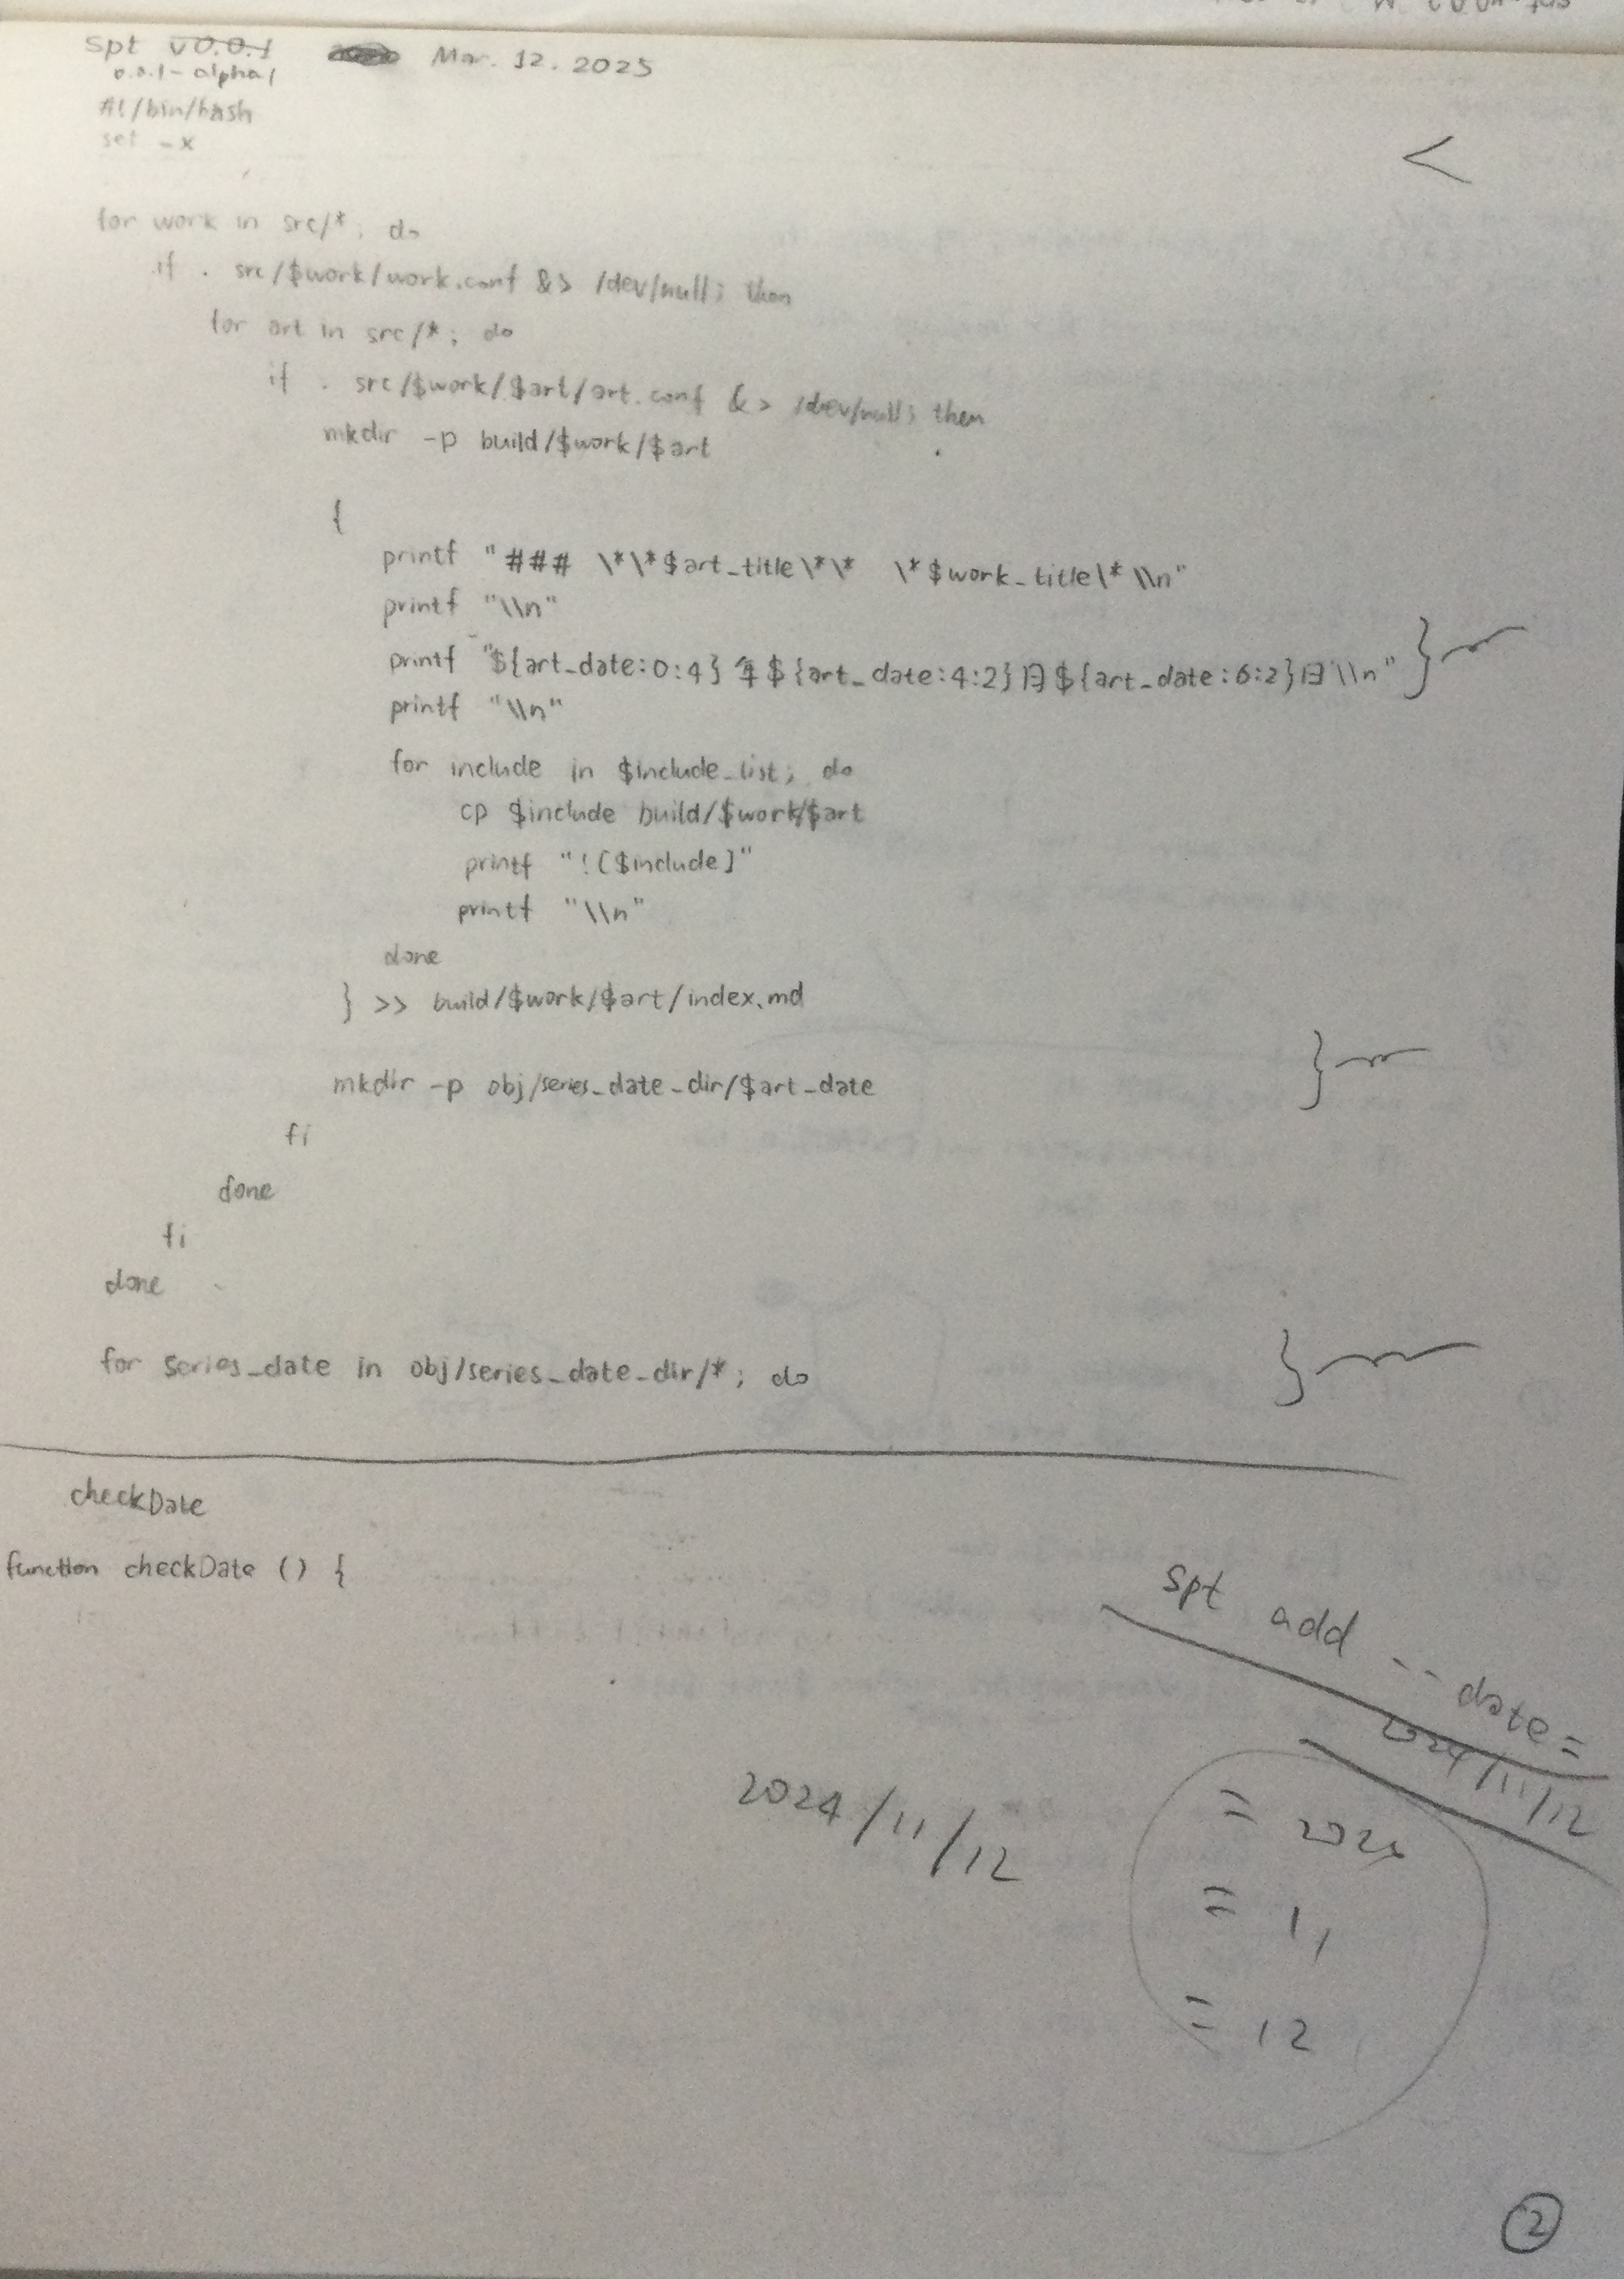 spt v0.0.1 Mar. 12. 2025
0.0.1-alpha1
#!/bin/bash
set -x
for work in src/*; do
if . src/$work/work.conf &> /dev/null; then
for art in src/*; do
if . src/$work/$art/art.conf &> /dev/null; then
mkdir -p build/$work/$art
{
printf "### \*\*$art_title\*\* \*$work_title\*\\n"
printf "\\n"
printf "${art_date:0:4}年${art_date:4:2}月${art_date:6:2}日\\n" }
printf "\\n"
for include in $include_list; do
cp $include build/$work/$art
printf "![$include]"
printf "\\n"
done
} >> build/$work/$art/index.md
mkdir -p obj/series_date_dir/$art_date }
fi
done
fi
done
for series_date in obj/series_date_dir/*; do }
checkDate
function checkDate () {
spt add --date=
2024/11/12
2024/11/12
= 2024
= 11
= 12
2